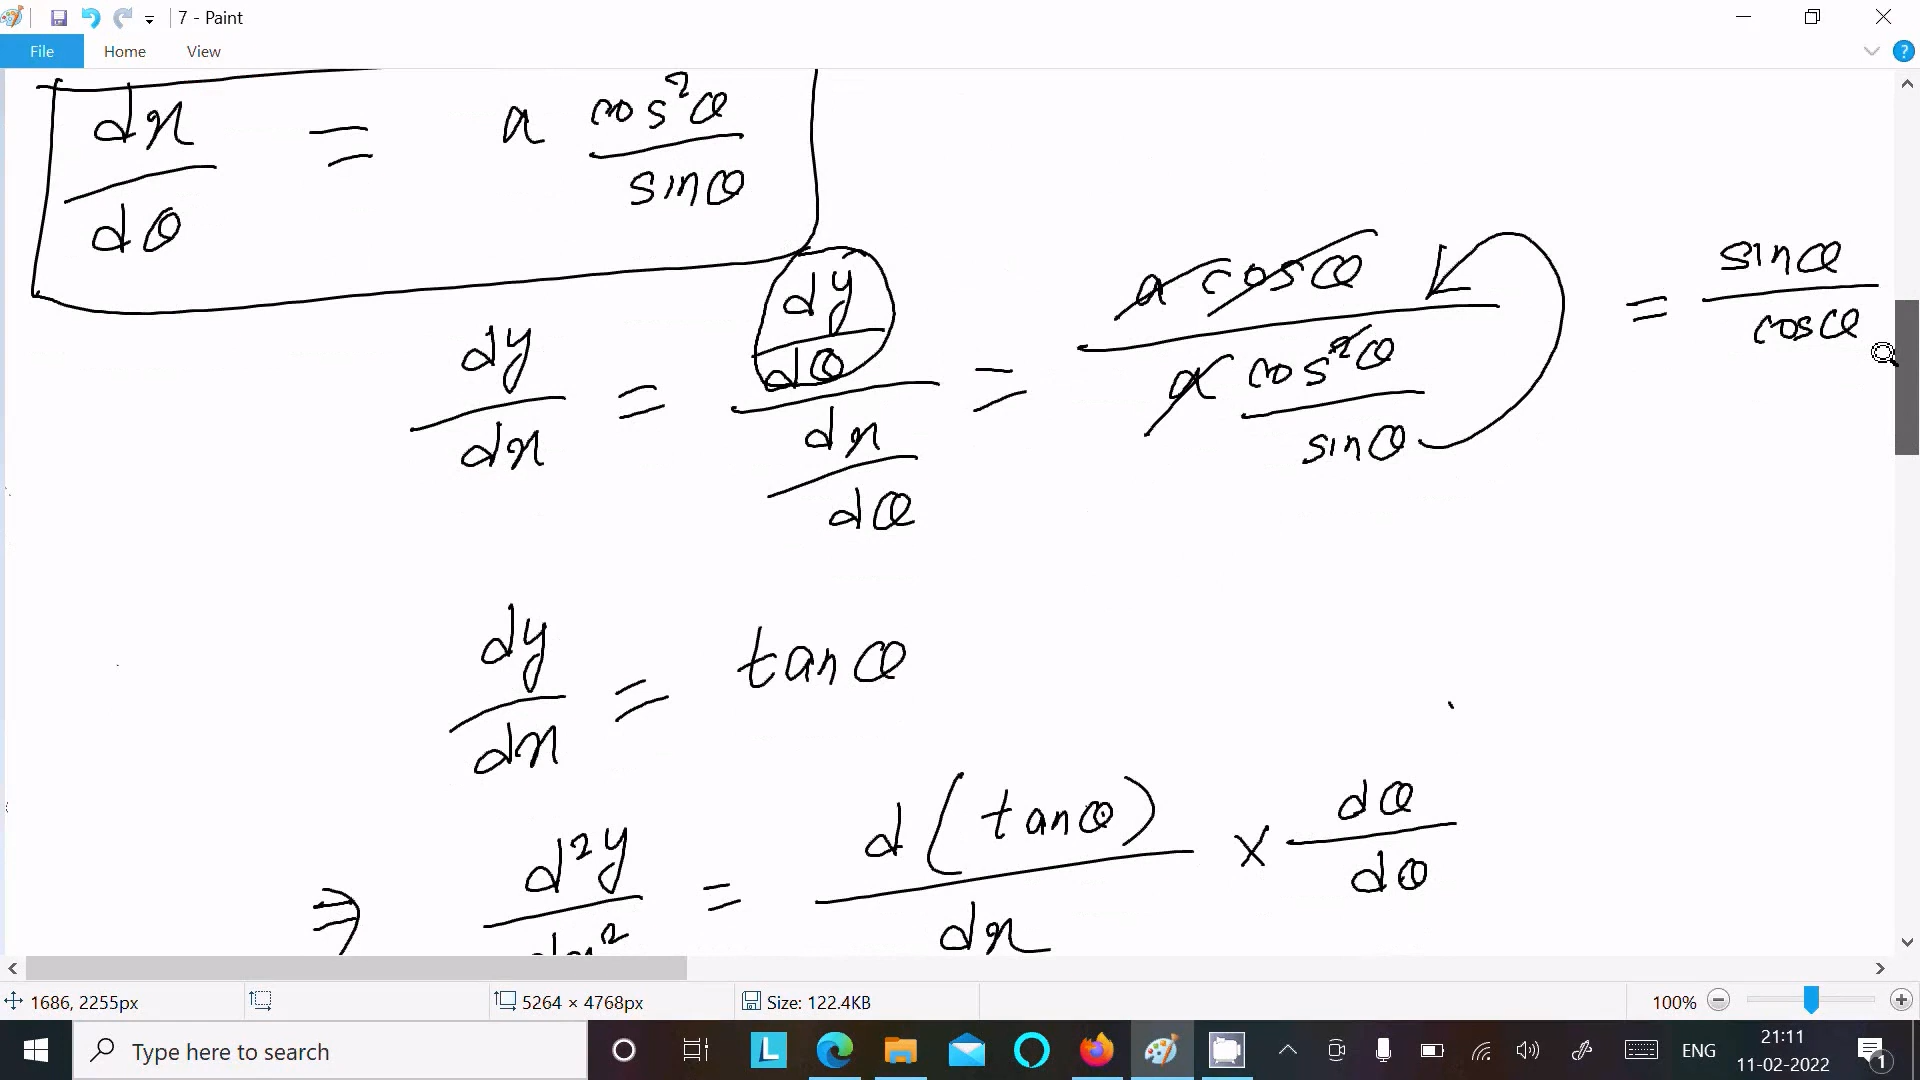 7 - Paint
File Home View
dx/dθ = a cos²θ/sinθ
dy/dx = (dy/dθ)/(dx/dθ) = (a cosθ)/(a cos²θ/sinθ) = sinθ/cosθ
dy/dx = tanθ
⇒ d²y/dx² = d(tanθ)/dx × dθ/dθ
1686, 2255px 5264 × 4768px Size: 122.4KB 100%
Type here to search L ENG 21:11
11-02-2022 1